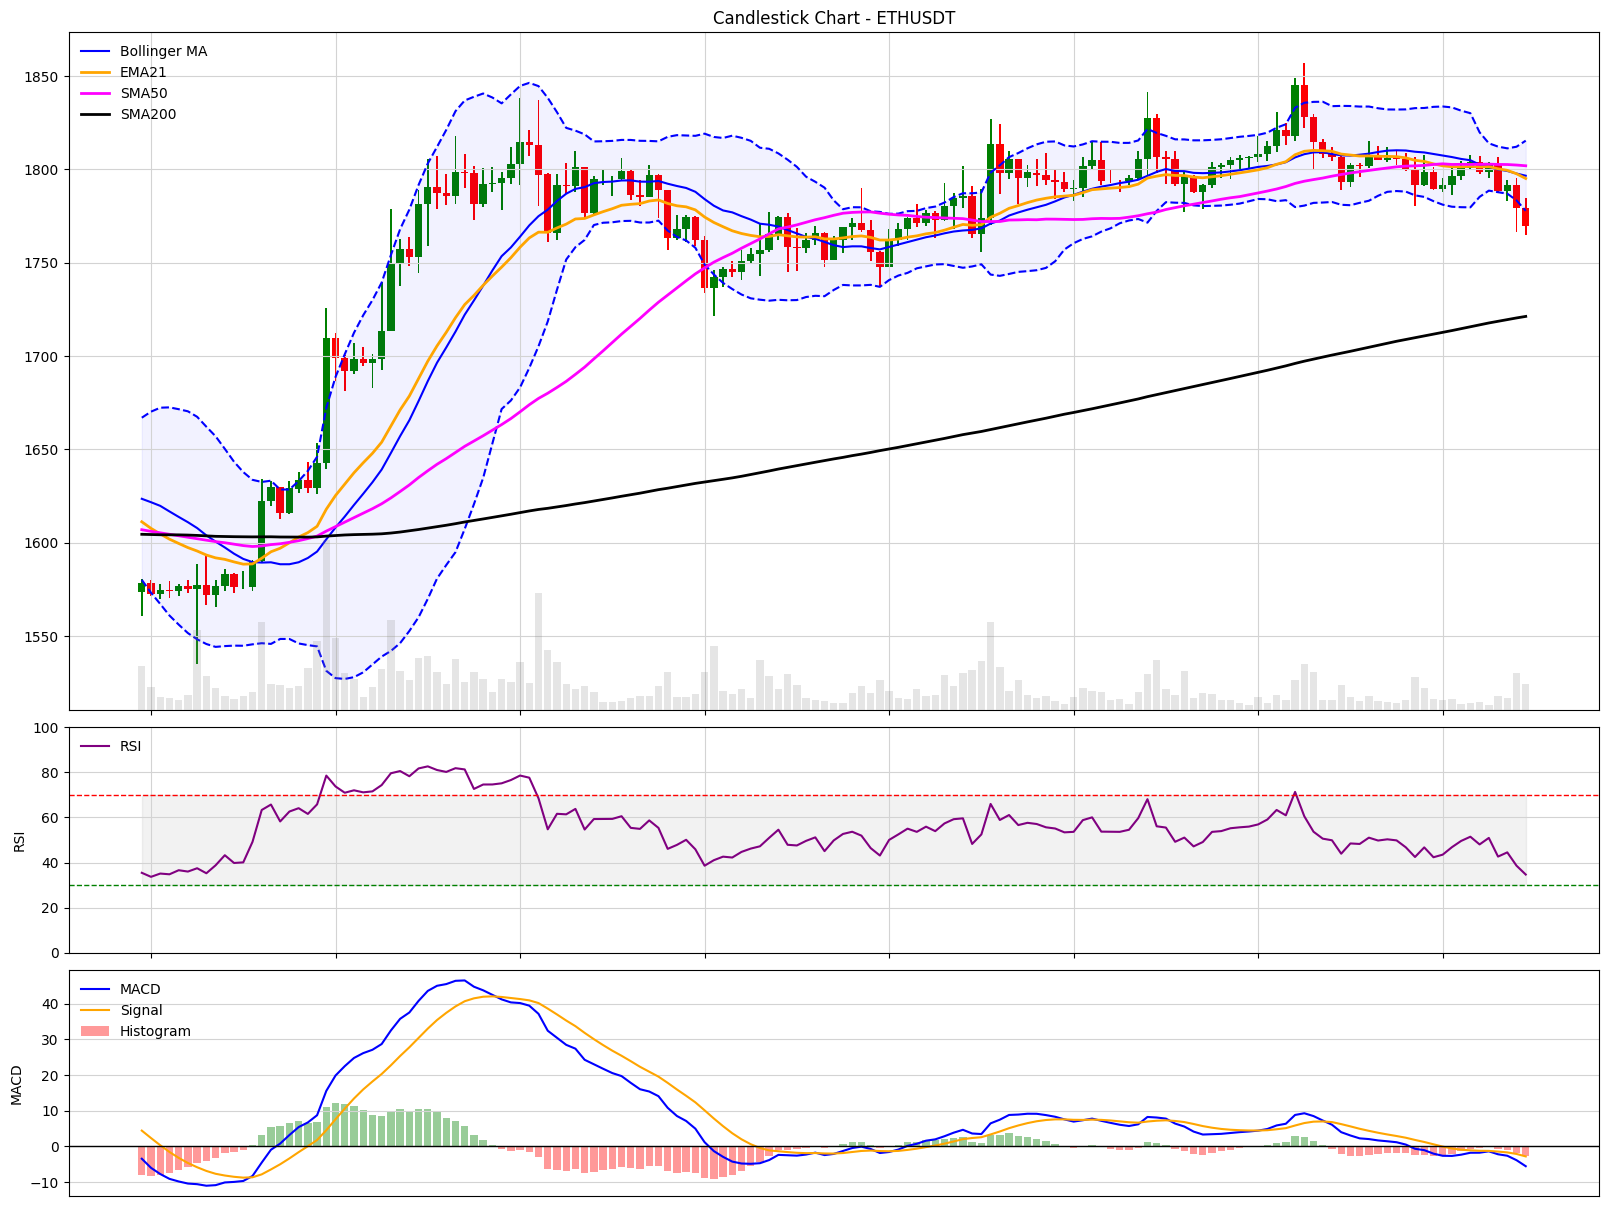 Candlestick Chart - ETHUSDT
Bollinger MA
EMA21
SMA50
SMA200
1850
1800
1750
1700
1650
1600
1550
RSI
100
80
60
40
20
0
RSI
MACD
Signal
Histogram
40
30
20
10
0
−10
MACD